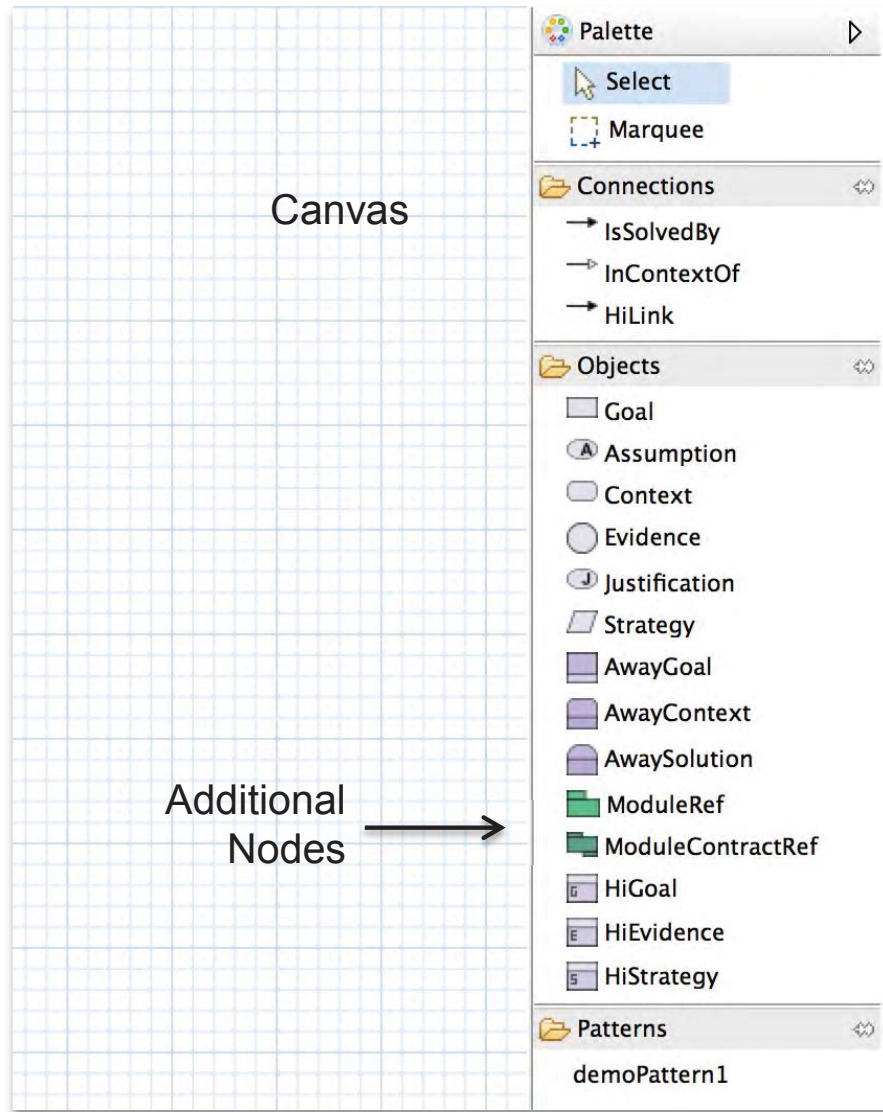 Palette
Select
Marquee
Canvas
Connections
IsSolvedBy
InContextOf
HiLink
Objects
Goal
A Assumption
Context
Evidence
J Justification
Strategy
AwayGoal
AwayContext
AwaySolution
Additional
Nodes
ModuleRef
ModuleContractRef
G HiGoal
E HiEvidence
S HiStrategy
Patterns
demoPattern1